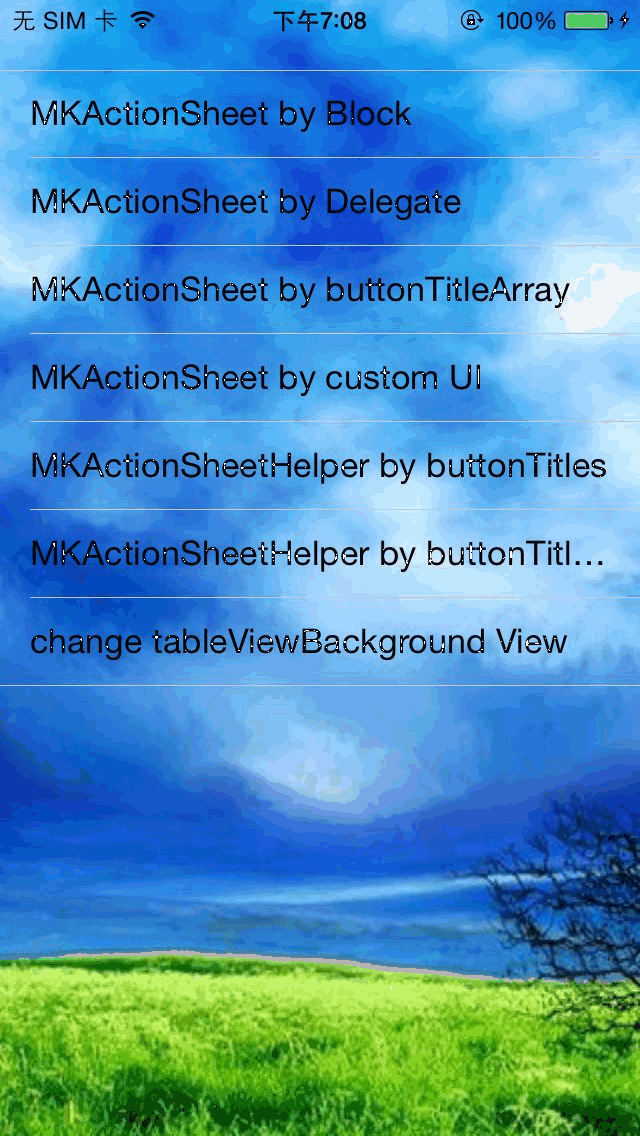 无 SIM 卡 下午7:08 100%
MKActionSheet by Block
MKActionSheet by Delegate
MKActionSheet by buttonTitleArray
MKActionSheet by custom UI
MKActionSheetHelper by buttonTitles
MKActionSheetHelper by buttonTitl...
change tableViewBackground View